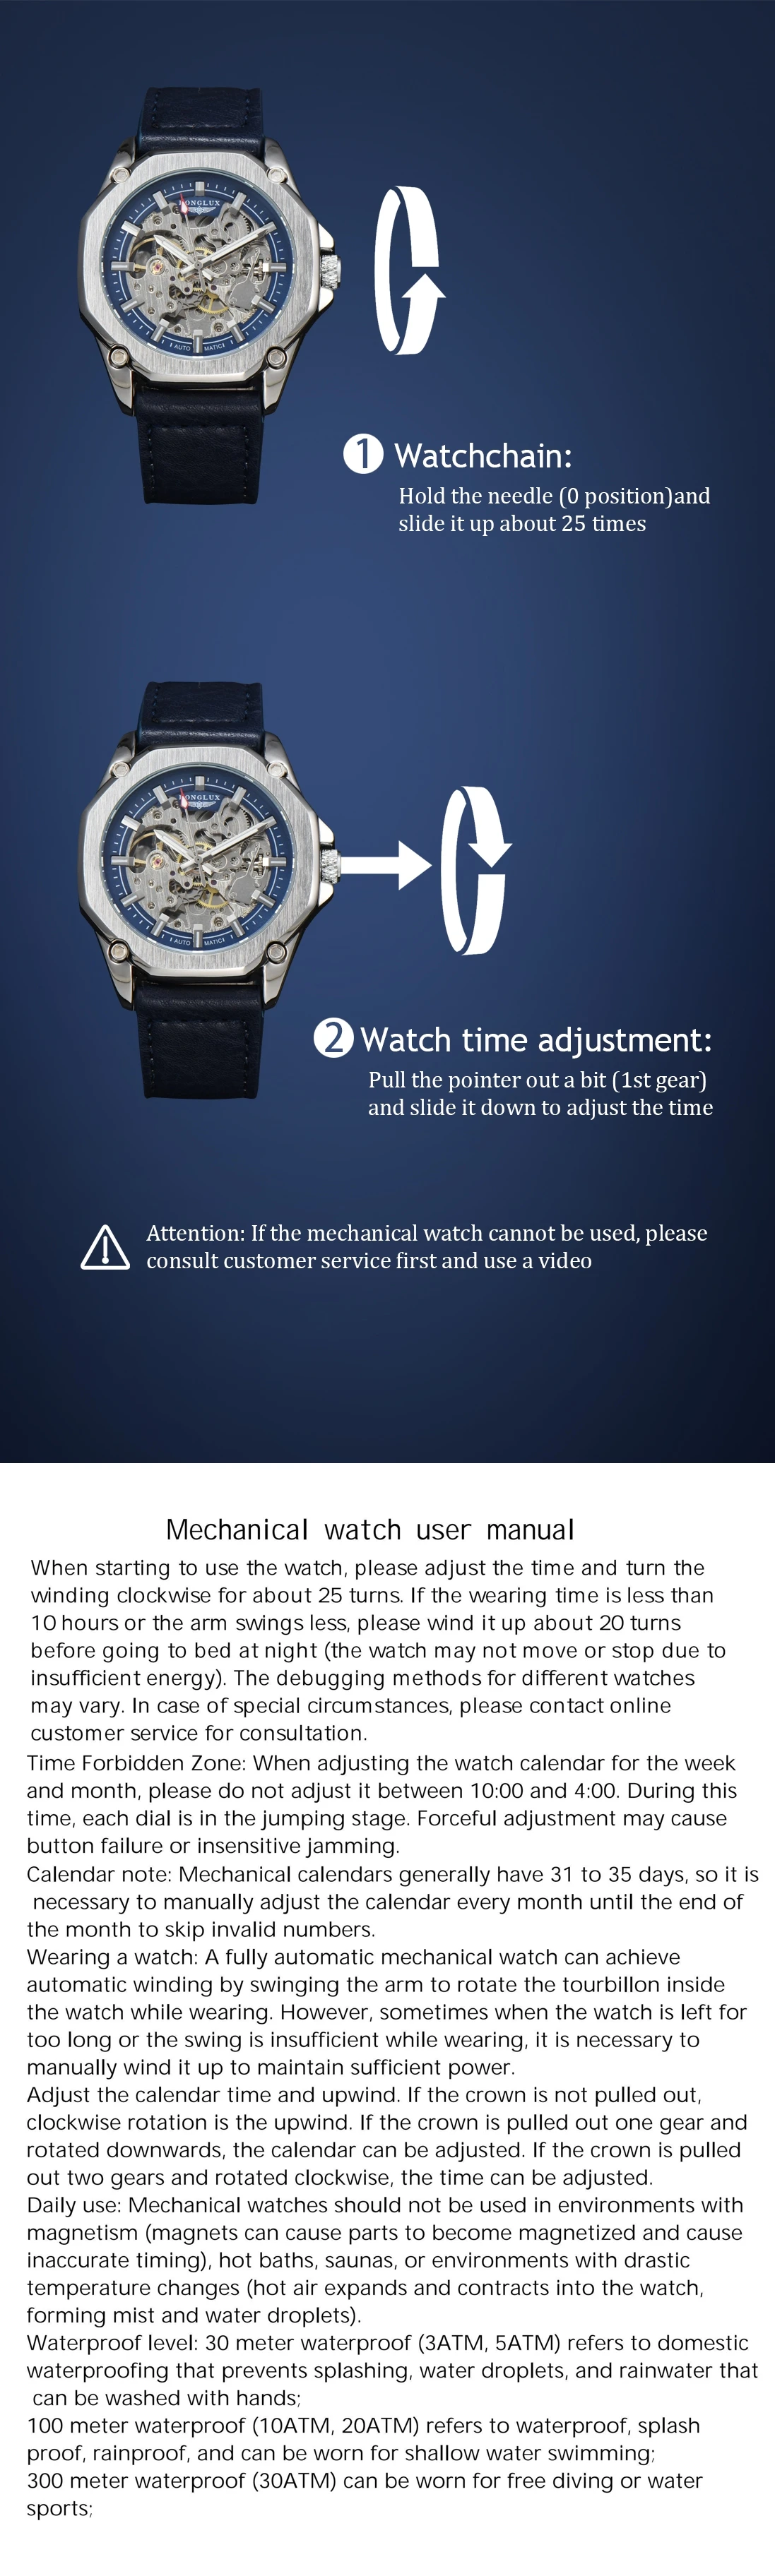 RONGLUX
AUTO MATIC
1 Watchchain:
Hold the needle (0 position)and
slide it up about 25 times
RONGLUX
AUTO MATIC
2 Watch time adjustment:
Pull the pointer out a bit (1st gear)
and slide it down to adjust the time
Attention: If the mechanical watch cannot be used, please
consult customer service first and use a video
Mechanical watch user manual
When starting to use the watch, please adjust the time and turn the
winding clockwise for about 25 turns. If the wearing time is less than
10 hours or the arm swings less, please wind it up about 20 turns
before going to bed at night (the watch may not move or stop due to
insufficient energy). The debugging methods for different watches
may vary. In case of special circumstances, please contact online
customer service for consultation.
Time Forbidden Zone: When adjusting the watch calendar for the week
and month, please do not adjust it between 10:00 and 4:00. During this
time, each dial is in the jumping stage. Forceful adjustment may cause
button failure or insensitive jamming.
Calendar note: Mechanical calendars generally have 31 to 35 days, so it is
necessary to manually adjust the calendar every month until the end of
the month to skip invalid numbers.
Wearing a watch: A fully automatic mechanical watch can achieve
automatic winding by swinging the arm to rotate the tourbillon inside
the watch while wearing. However, sometimes when the watch is left for
too long or the swing is insufficient while wearing, it is necessary to
manually wind it up to maintain sufficient power.
Adjust the calendar time and upwind. If the crown is not pulled out,
clockwise rotation is the upwind. If the crown is pulled out one gear and
rotated downwards, the calendar can be adjusted. If the crown is pulled
out two gears and rotated clockwise, the time can be adjusted.
Daily use: Mechanical watches should not be used in environments with
magnetism (magnets can cause parts to become magnetized and cause
inaccurate timing), hot baths, saunas, or environments with drastic
temperature changes (hot air expands and contracts into the watch,
forming mist and water droplets).
Waterproof level: 30 meter waterproof (3ATM, 5ATM) refers to domestic
waterproofing that prevents splashing, water droplets, and rainwater that
can be washed with hands;
100 meter waterproof (10ATM, 20ATM) refers to waterproof, splash
proof, rainproof, and can be worn for shallow water swimming;
300 meter waterproof (30ATM) can be worn for free diving or water
sports;